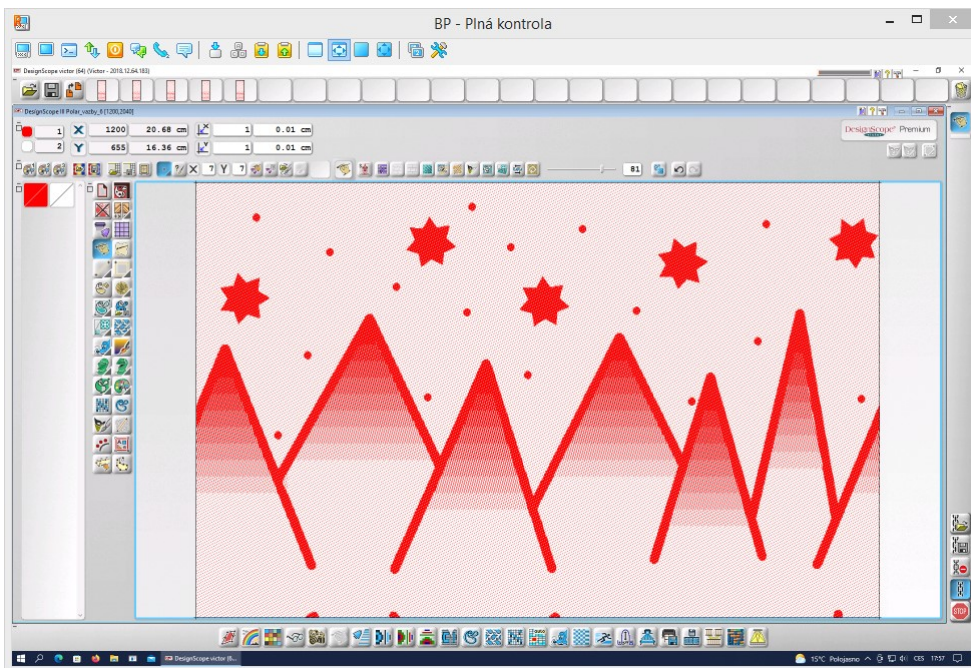 BP - Plná kontrola
DesignScope victor (64) (Victor - 2018.12.64.183)
DesignScope III Polar_vazby_6 [1200,2040]
1 X 1200 20.68 cm X 1 0.01 cm
2 Y 655 16.36 cm Y 1 0.01 cm
DesignScope® Premium
X ? Y ? 81
STOP
DesignScope victor (6...
15°C Polojasno CES 17:57